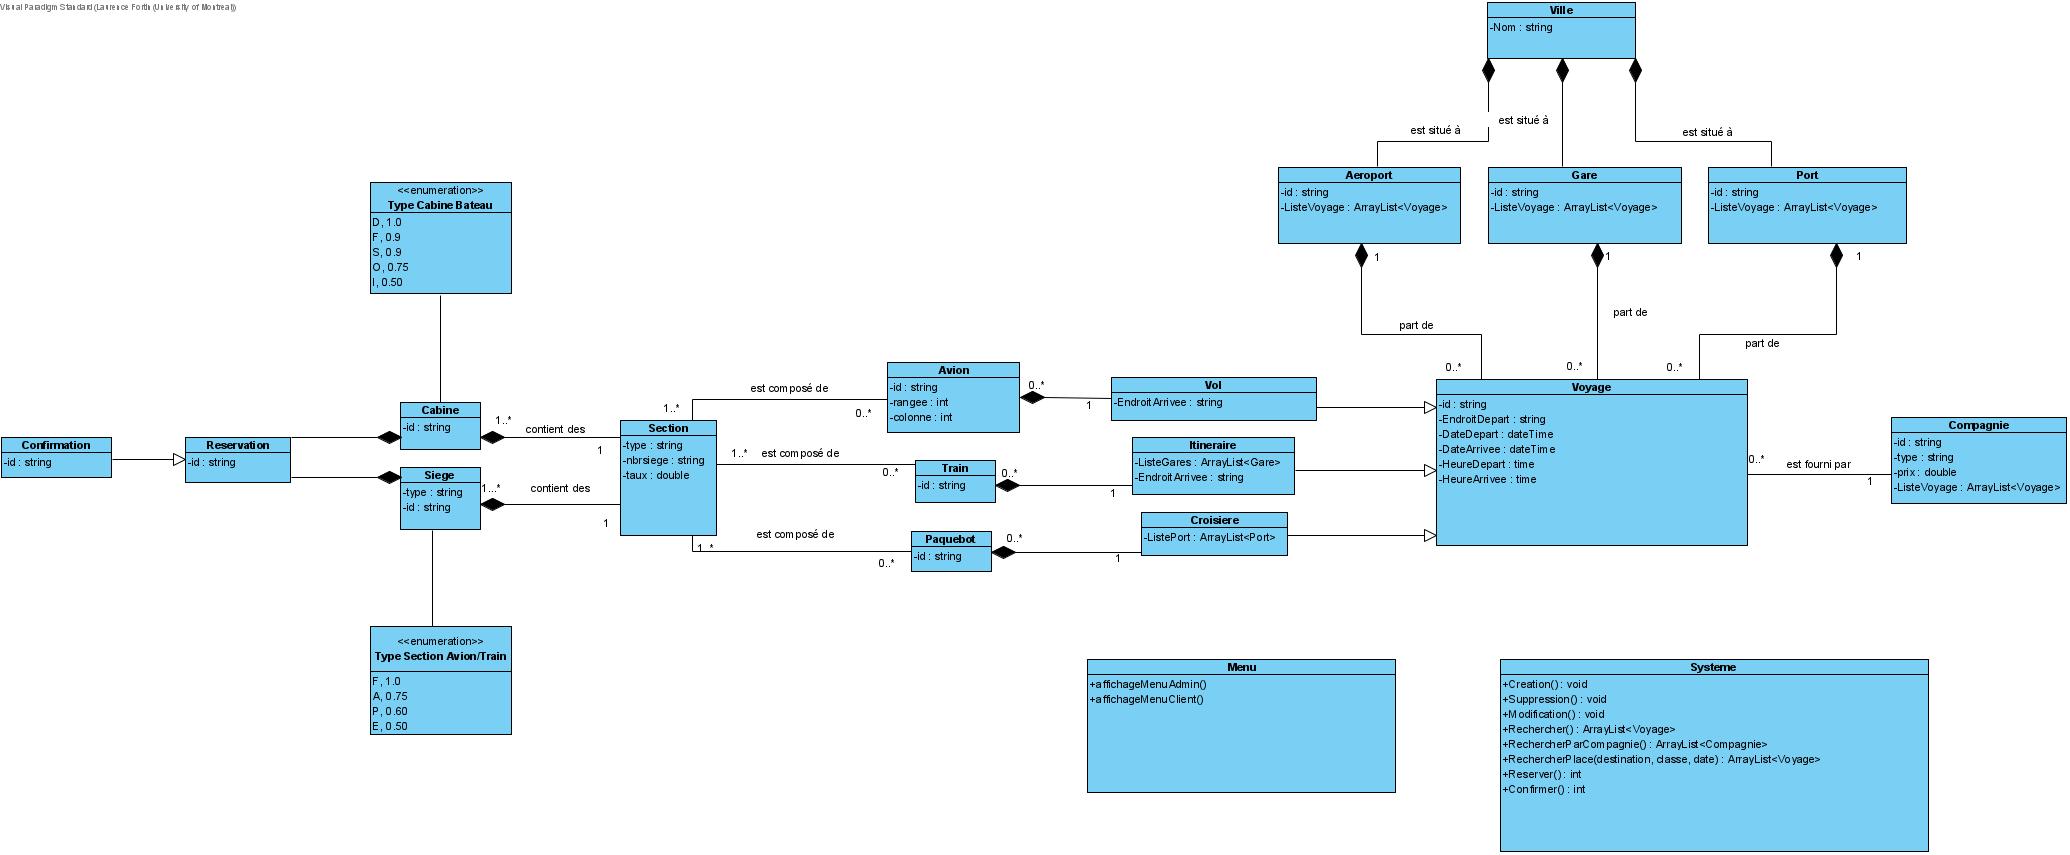 Visual Paradigm Standard (Laurence Fortin (University of Montreal))
Ville
-Nom : string
est situé à
est situé à
est situé à
Aeroport
-id : string
-ListeVoyage : ArrayList<Voyage>
Gare
-id : string
-ListeVoyage : ArrayList<Voyage>
Port
-id : string
-ListeVoyage : ArrayList<Voyage>
1
1
1
part de
part de
part de
0..*
0..*
0..*
<<enumeration>>
Type Cabine Bateau
D, 1.0
F, 0.9
S, 0.9
O, 0.75
I, 0.50
Confirmation
-id : string
Reservation
-id : string
Cabine
-id : string
1..*
contient des
1
Siege
-type : string
-id : string
1...*
contient des
1
Section
-type : string
-nbrsiege : string
-taux : double
1..*
est composé de
0..*
1..*
est composé de
0..*
1..*
est composé de
0..*
Avion
-id : string
-rangee : int
-colonne : int
0..*
1
Train
-id : string
0..*
1
Paquebot
-id : string
0..*
1
Vol
-EndroitArrivee : string
Itineraire
-ListeGares : ArrayList<Gare>
-EndroitArrivee : string
Croisiere
-ListePort : ArrayList<Port>
Voyage
-id : string
-EndroitDepart : string
-DateDepart : dateTime
-DateArrivee : dateTime
-HeureDepart : time
-HeureArrivee : time
0..*
est fourni par
1
Compagnie
-id : string
-type : string
-prix : double
-ListeVoyage : ArrayList<Voyage>
<<enumeration>>
Type Section Avion/Train
F, 1.0
A, 0.75
P, 0.60
E, 0.50
Menu
+affichageMenuAdmin()
+affichageMenuClient()
Systeme
+Creation() : void
+Suppression() : void
+Modification() : void
+Rechercher() : ArrayList<Voyage>
+RechercherParCompagnie() : ArrayList<Compagnie>
+RechercherPlace(destination, classe, date) : ArrayList<Voyage>
+Reserver() : int
+Confirmer() : int